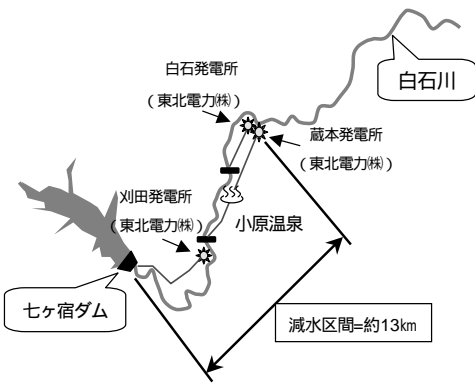 白石発電所
(東北電力㈱)
白石川
蔵本発電所
(東北電力㈱)
刈田発電所
(東北電力㈱)
小原温泉
七ヶ宿ダム
減水区間=約13㎞